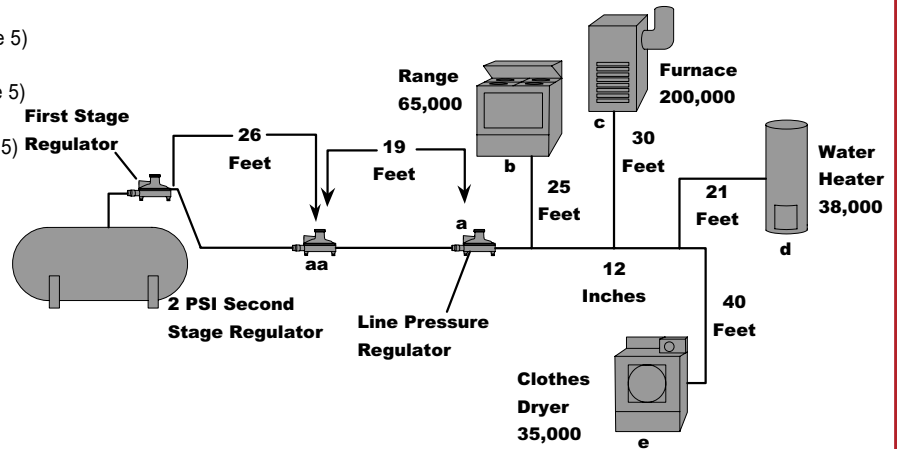 e 5)
e 5)
5)
First Stage
Regulator
26
Feet
19
Feet
Range
65,000
b
Furnace
200,000
c
30
Feet
25
Feet
21
Feet
Water
Heater
38,000
d
a
aa
12
Inches
40
Feet
2 PSI Second
Stage Regulator
Line Pressure
Regulator
Clothes
Dryer
35,000
e